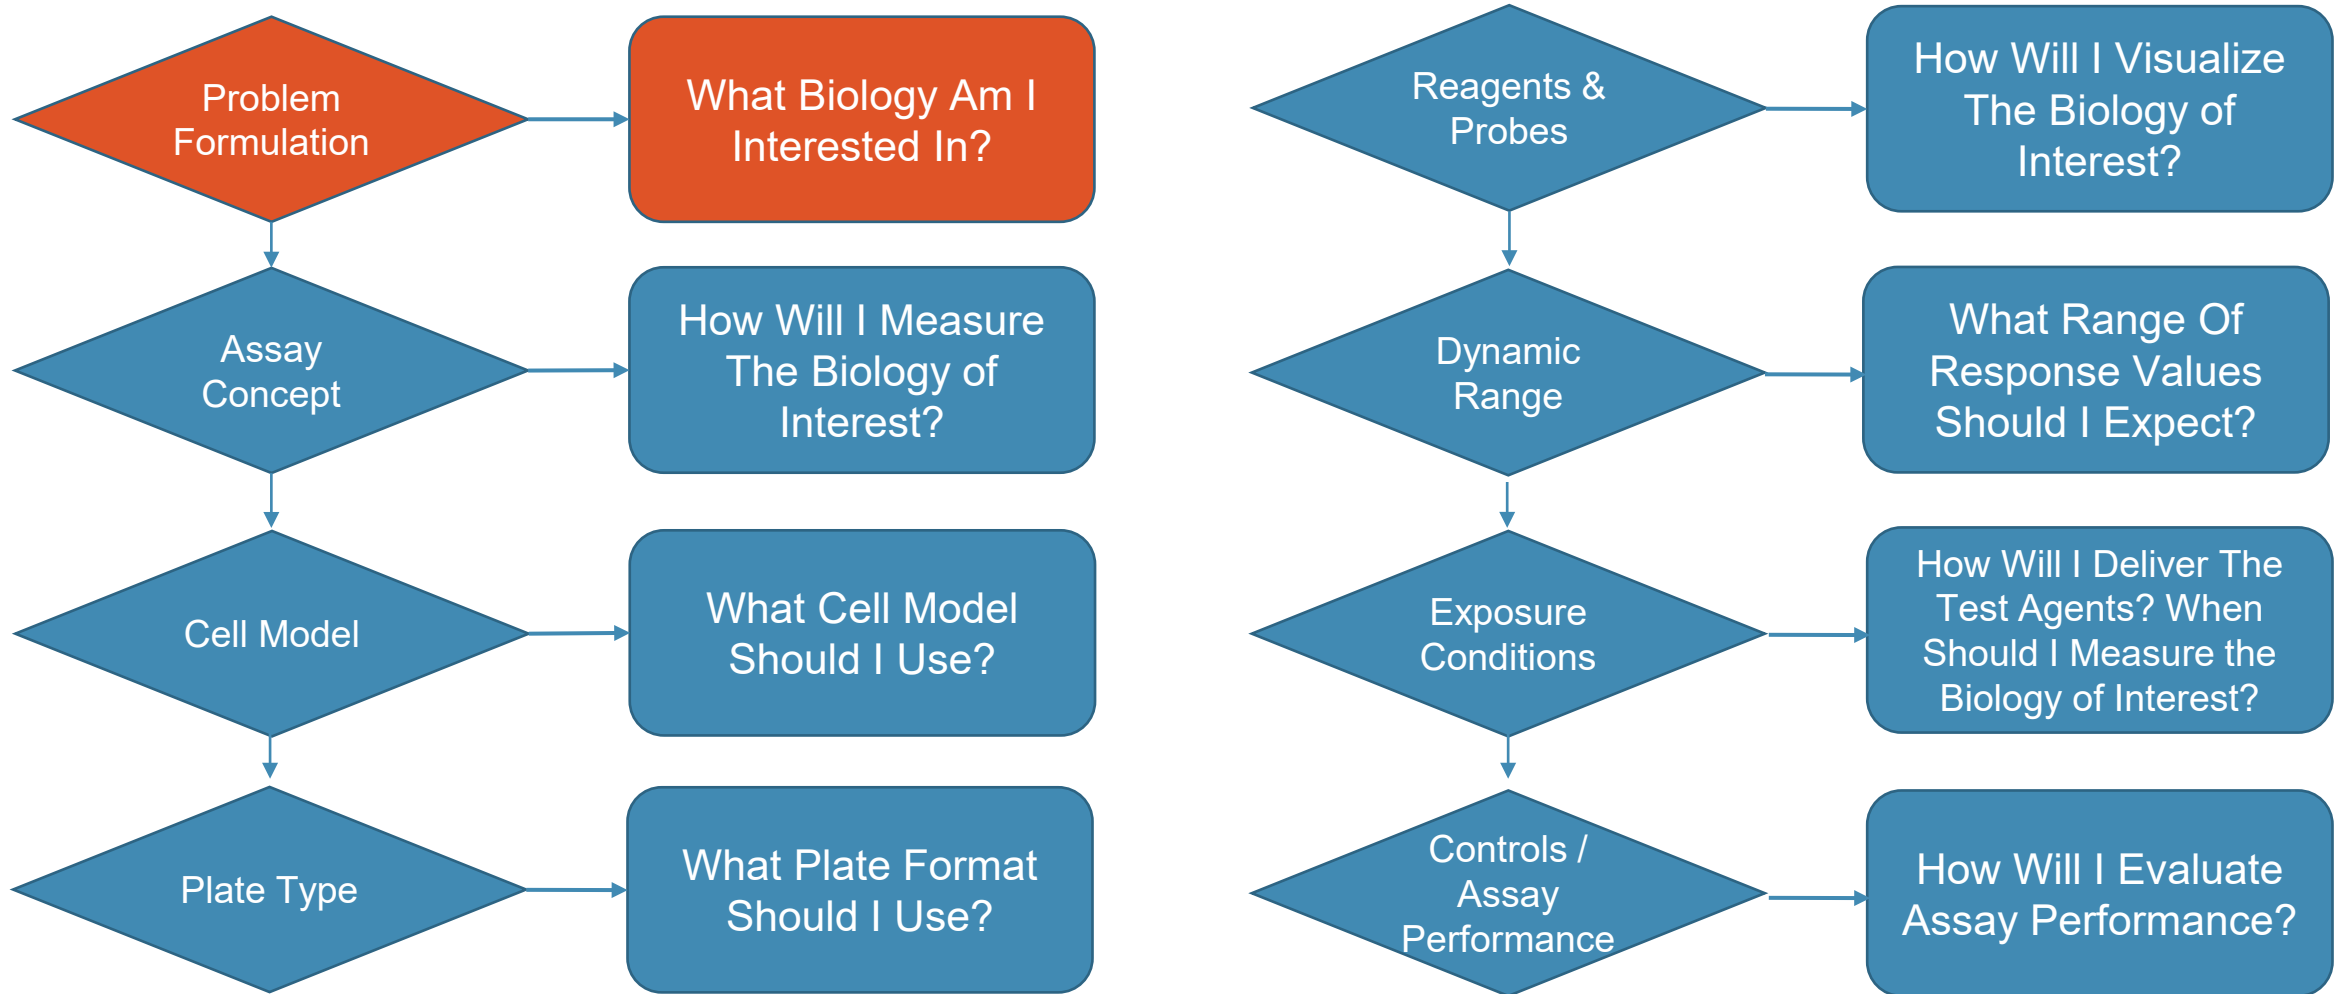 Problem
Formulation
What Biology Am I
Interested In?
Assay
Concept
How Will I Measure
The Biology of
Interest?
Cell Model
What Cell Model
Should I Use?
Plate Type
What Plate Format
Should I Use?
Reagents &
Probes
How Will I Visualize
The Biology of
Interest?
Dynamic
Range
What Range Of
Response Values
Should I Expect?
Exposure
Conditions
How Will I Deliver The
Test Agents? When
Should I Measure the
Biology of Interest?
Controls /
Assay
Performance
How Will I Evaluate
Assay Performance?